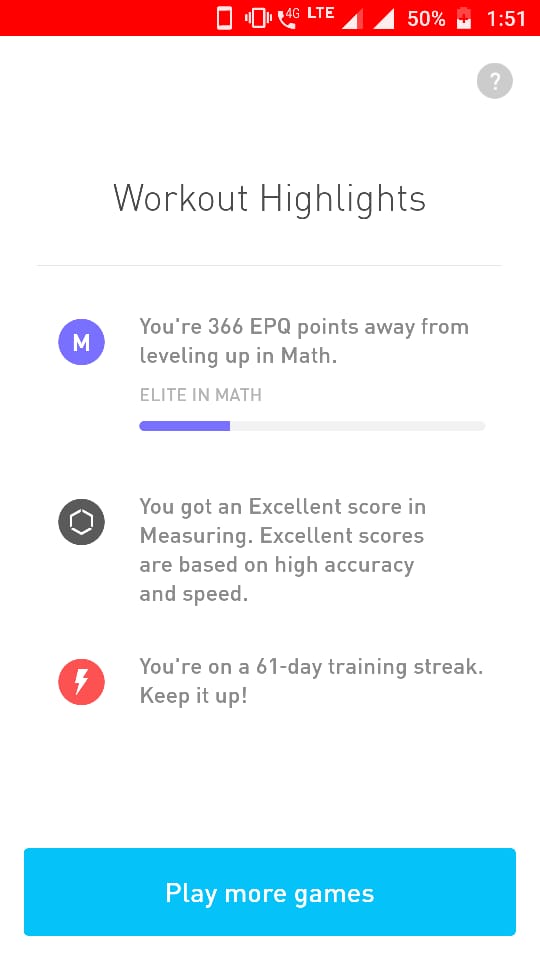 4G LTE 50% 1:51
?
Workout Highlights
M
You're 366 EPQ points away from
leveling up in Math.
ELITE IN MATH
You got an Excellent score in
Measuring. Excellent scores
are based on high accuracy
and speed.
You're on a 61-day training streak.
Keep it up!
Play more games